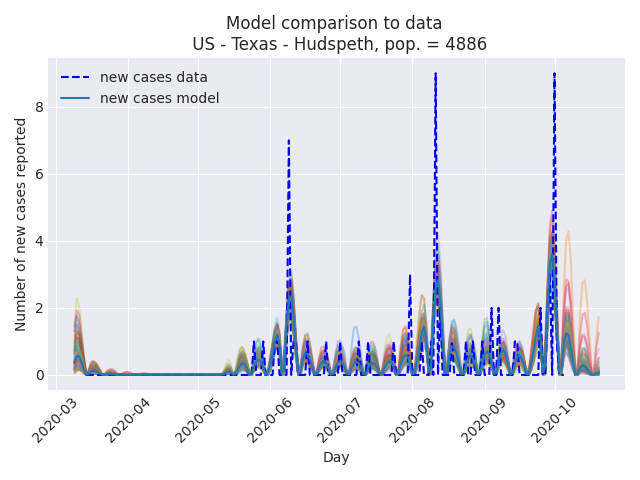 Model comparison to data
US - Texas - Hudspeth, pop. = 4886
new cases data
new cases model
Number of new cases reported
8
6
4
2
0
2020-03
2020-04
2020-05
2020-06
2020-07
2020-08
2020-09
2020-10
Day